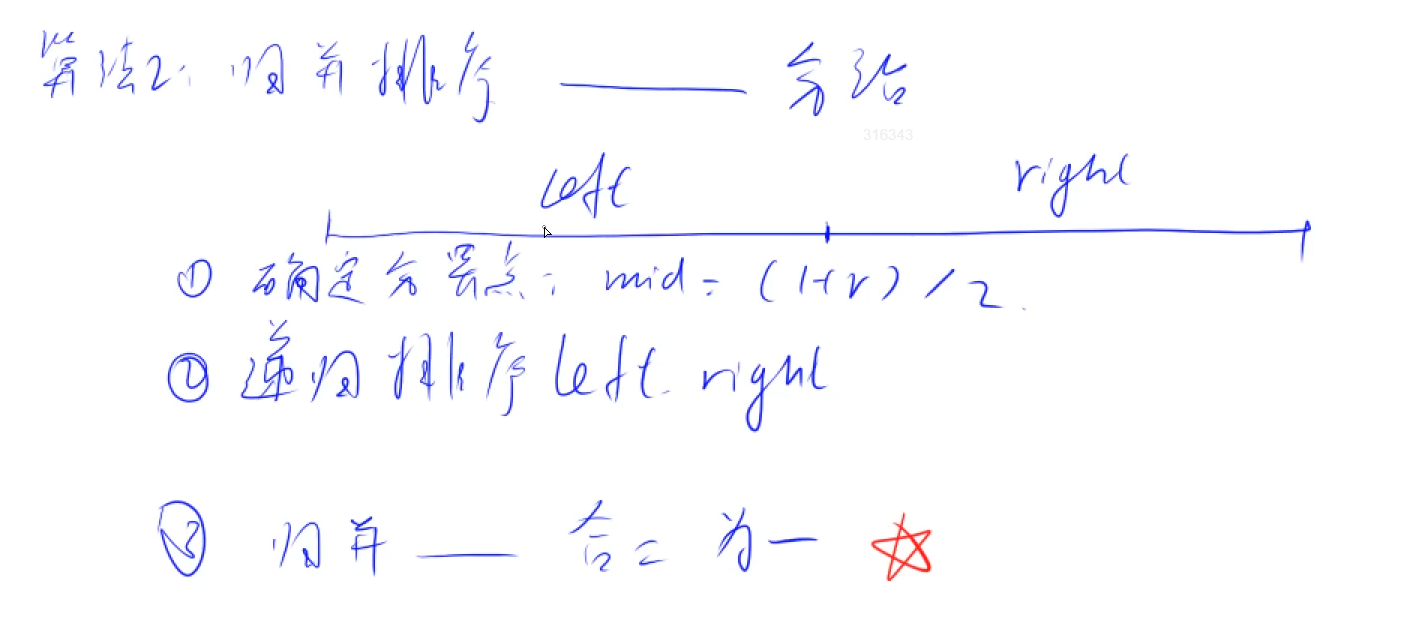 算法2: 归并排序 —— 分治
316343
left right
① 确定分界点: mid = (l+r)/2.
② 递归排序 left. right
③ 归并 —— 合二为一 ☆